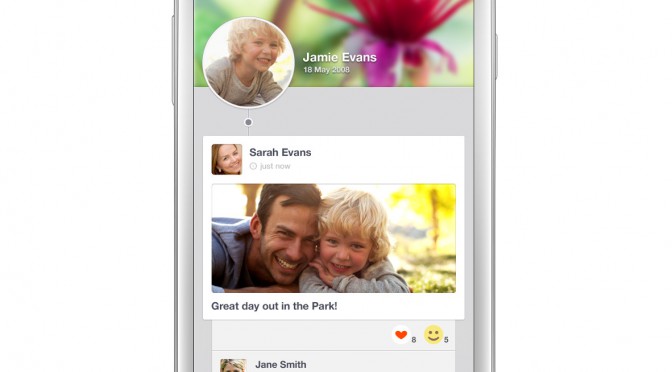 Jamie Evans
18 May 2008
Sarah Evans
just now
Great day out in the Park!
8
5
Jane Smith